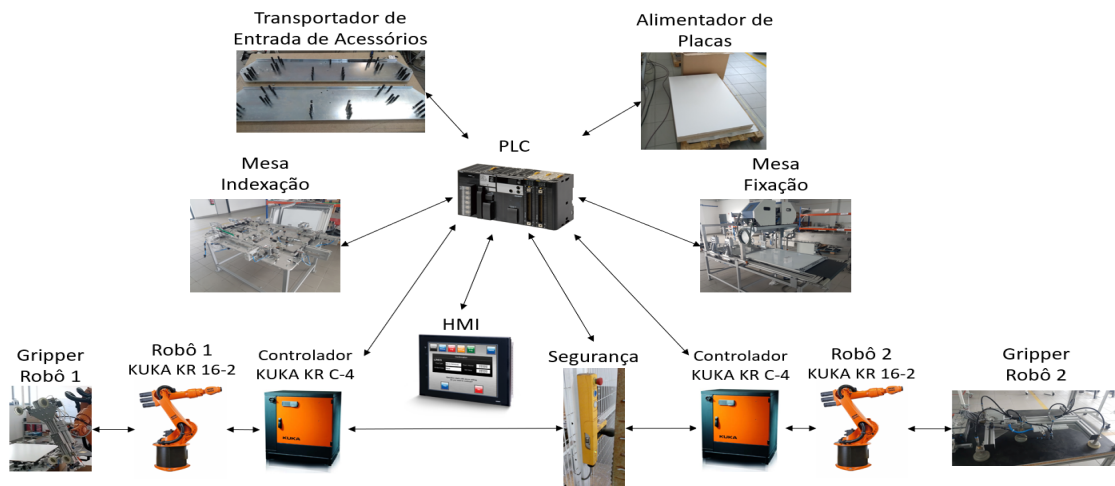 Transportador de
Entrada de Acessórios
Alimentador de
Placas
PLC
Mesa
Indexação
Mesa
Fixação
HMI
Segurança
Gripper
Robô 1
Robô 1
KUKA KR 16-2
Controlador
KUKA KR C-4
Controlador
KUKA KR C-4
Robô 2
KUKA KR 16-2
Gripper
Robô 2
KUKA
KUKA